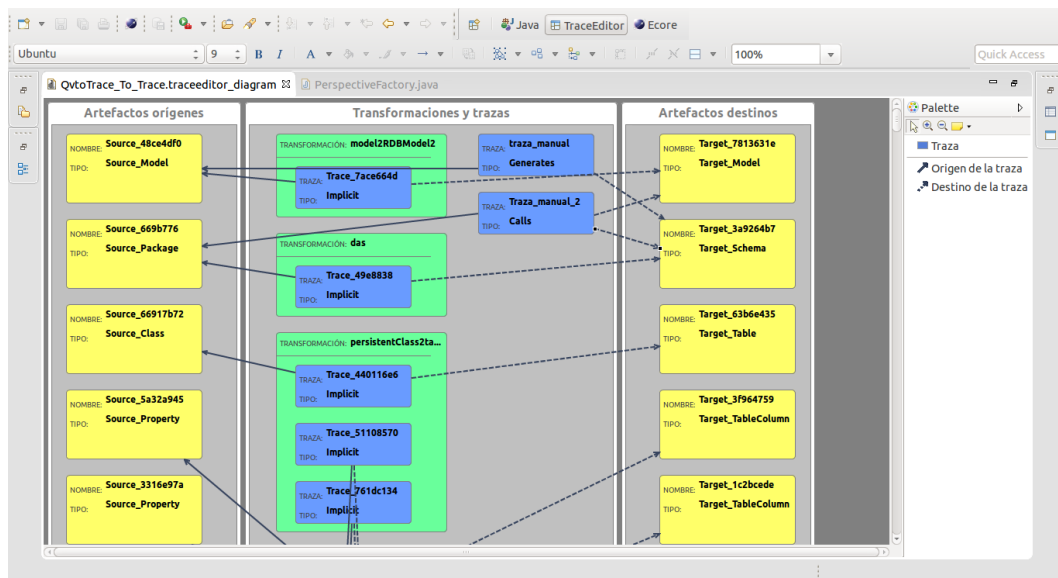 Java TraceEditor Ecore
Ubuntu 9 B I A 100% Quick Access
QvtoTrace_To_Trace.traceeditor_diagram PerspectiveFactory.java
Artefactos orígenes
NOMBRE: Source_48ce4df0
TIPO: Source_Model
NOMBRE: Source_669b776
TIPO: Source_Package
NOMBRE: Source_66917b72
TIPO: Source_Class
NOMBRE: Source_5a32a945
TIPO: Source_Property
NOMBRE: Source_3316e97a
TIPO: Source_Property
Transformaciones y trazas
TRANSFORMACIÓN: model2RDBModel2
TRAZA: Trace_7ace664d
TIPO: Implicit
TRAZA: traza_manual
TIPO: Generates
TRAZA: Traza_manual_2
TIPO: Calls
TRANSFORMACIÓN: das
TRAZA: Trace_49e8838
TIPO: Implicit
TRANSFORMACIÓN: persistentClass2ta...
TRAZA: Trace_440116e6
TIPO: Implicit
TRAZA: Trace_51108570
TIPO: Implicit
TRAZA: Trace_761dc134
TIPO: Implicit
Artefactos destinos
NOMBRE: Target_7813631e
TIPO: Target_Model
NOMBRE: Target_3a9264b7
TIPO: Target_Schema
NOMBRE: Target_63b6e435
TIPO: Target_Table
NOMBRE: Target_3f964759
TIPO: Target_TableColumn
NOMBRE: Target_1c2bcede
TIPO: Target_TableColumn
Palette
Traza
Origen de la traza
Destino de la traza